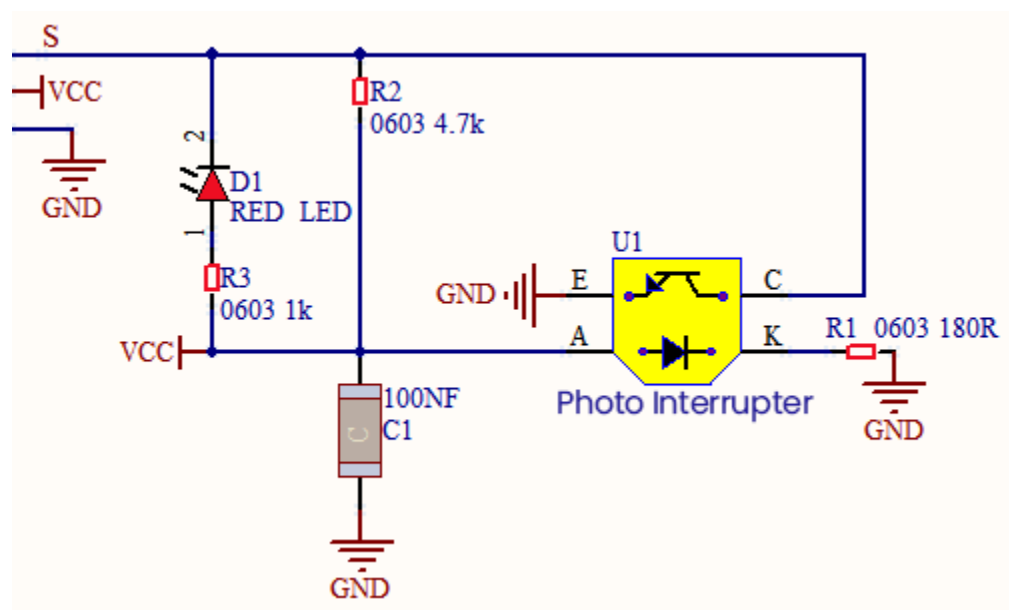 S
VCC
GND
2
D1
RED LED
1
R3
0603 1k
R2
0603 4.7k
VCC
100NF
C1
C
GND
U1
GND
E
C
A
K
Photo Interrupter
R1 0603 180R
GND